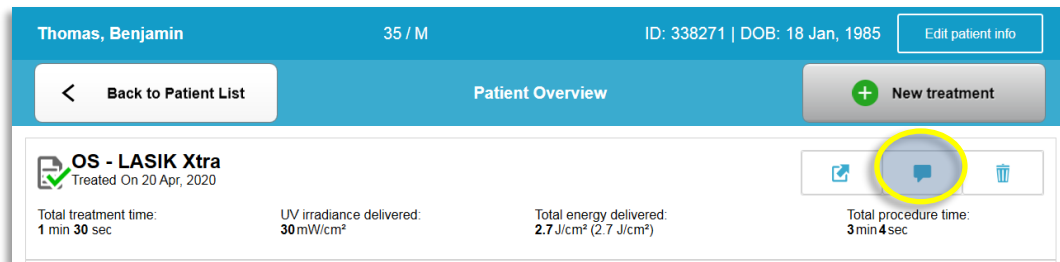 Thomas, Benjamin 35 / M ID: 338271 | DOB: 18 Jan, 1985 Edit patient info
Back to Patient List Patient Overview New treatment
OS - LASIK Xtra
Treated On 20 Apr, 2020
Total treatment time: UV irradiance delivered: Total energy delivered: Total procedure time:
1 min 30 sec 30 mW/cm² 2.7 J/cm² (2.7 J/cm²) 3 min 4 sec